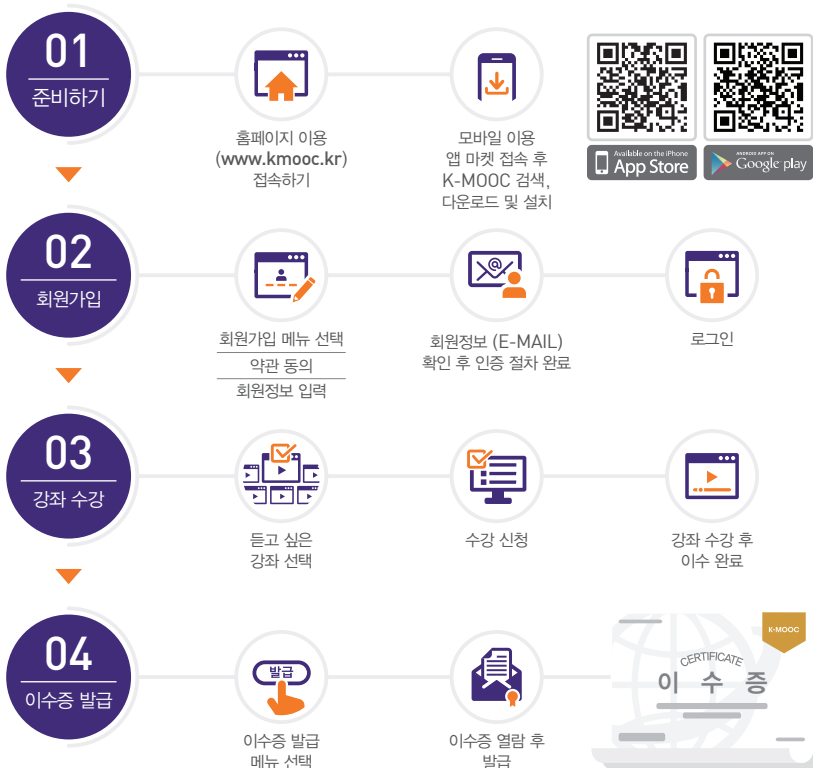 01
준비하기
홈페이지 이용
(www.kmooc.kr)
접속하기
모바일 이용
앱 마켓 접속 후
K-MOOC 검색,
다운로드 및 설치
Available on the iPhone
App Store
ANDROID APP ON
Google play
02
회원가입
회원가입 메뉴 선택
약관 동의
회원정보 입력
@
회원정보 (E-MAIL)
확인 후 인증 절차 완료
로그인
03
강좌 수강
듣고 싶은
강좌 선택
수강 신청
강좌 수강 후
이수 완료
04
이수증 발급
발급
이수증 발급
메뉴 선택
이수증 열람 후
발급
K-MOOC
CERTIFICATE
이 수 증